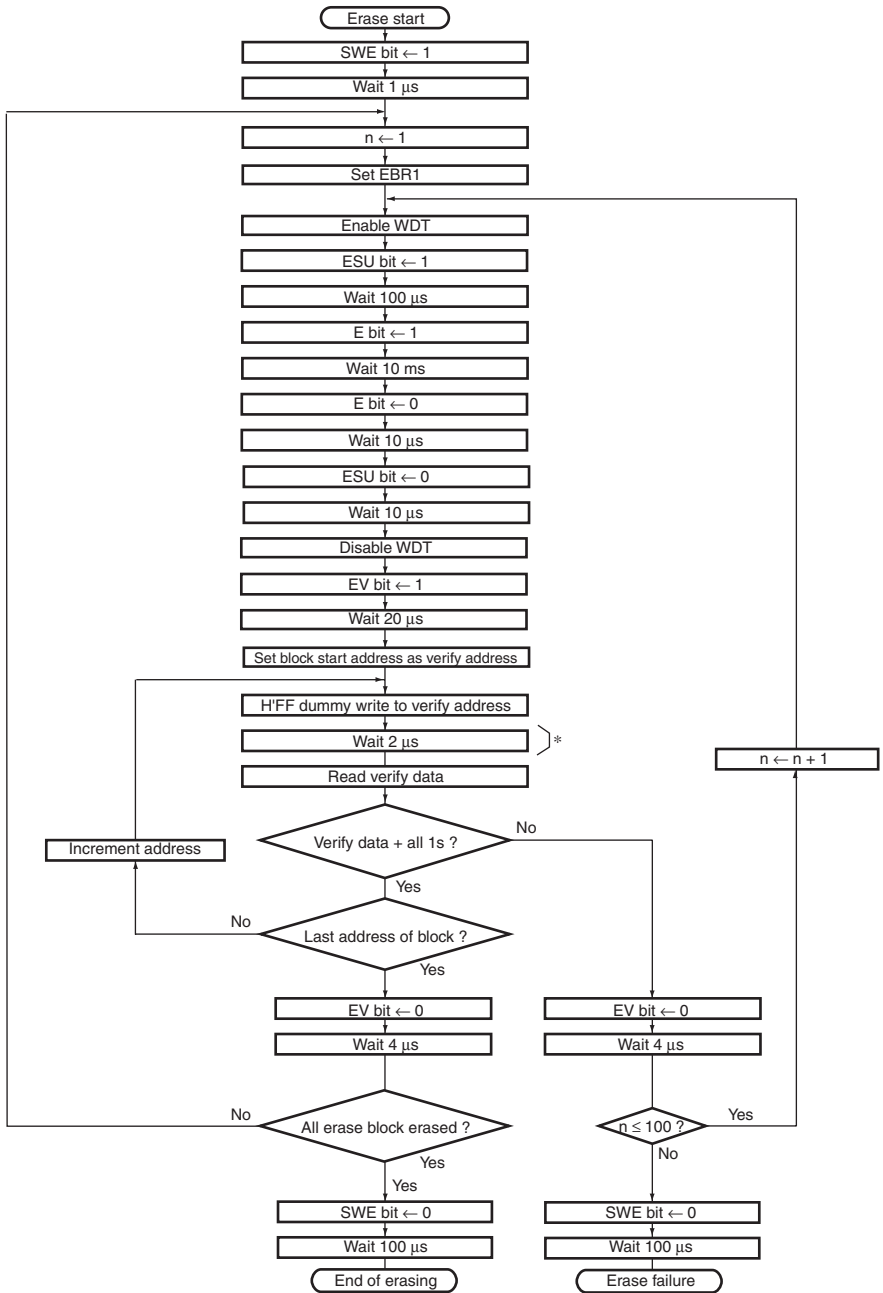 Erase start
SWE bit ← 1
Wait 1 μs
n ← 1
Set EBR1
Enable WDT
ESU bit ← 1
Wait 100 μs
E bit ← 1
Wait 10 ms
E bit ← 0
Wait 10 μs
ESU bit ← 0
Wait 10 μs
Disable WDT
EV bit ← 1
Wait 20 μs
Set block start address as verify address
H'FF dummy write to verify address
Wait 2 μs
*
n ← n + 1
Read verify data
No
Verify data + all 1s ?
Increment address
Yes
No
Last address of block ?
Yes
EV bit ← 0
EV bit ← 0
Wait 4 μs
Wait 4 μs
No
All erase block erased ?
n ≤ 100 ?
Yes
Yes
No
Yes
SWE bit ← 0
SWE bit ← 0
Wait 100 μs
Wait 100 μs
End of erasing
Erase failure